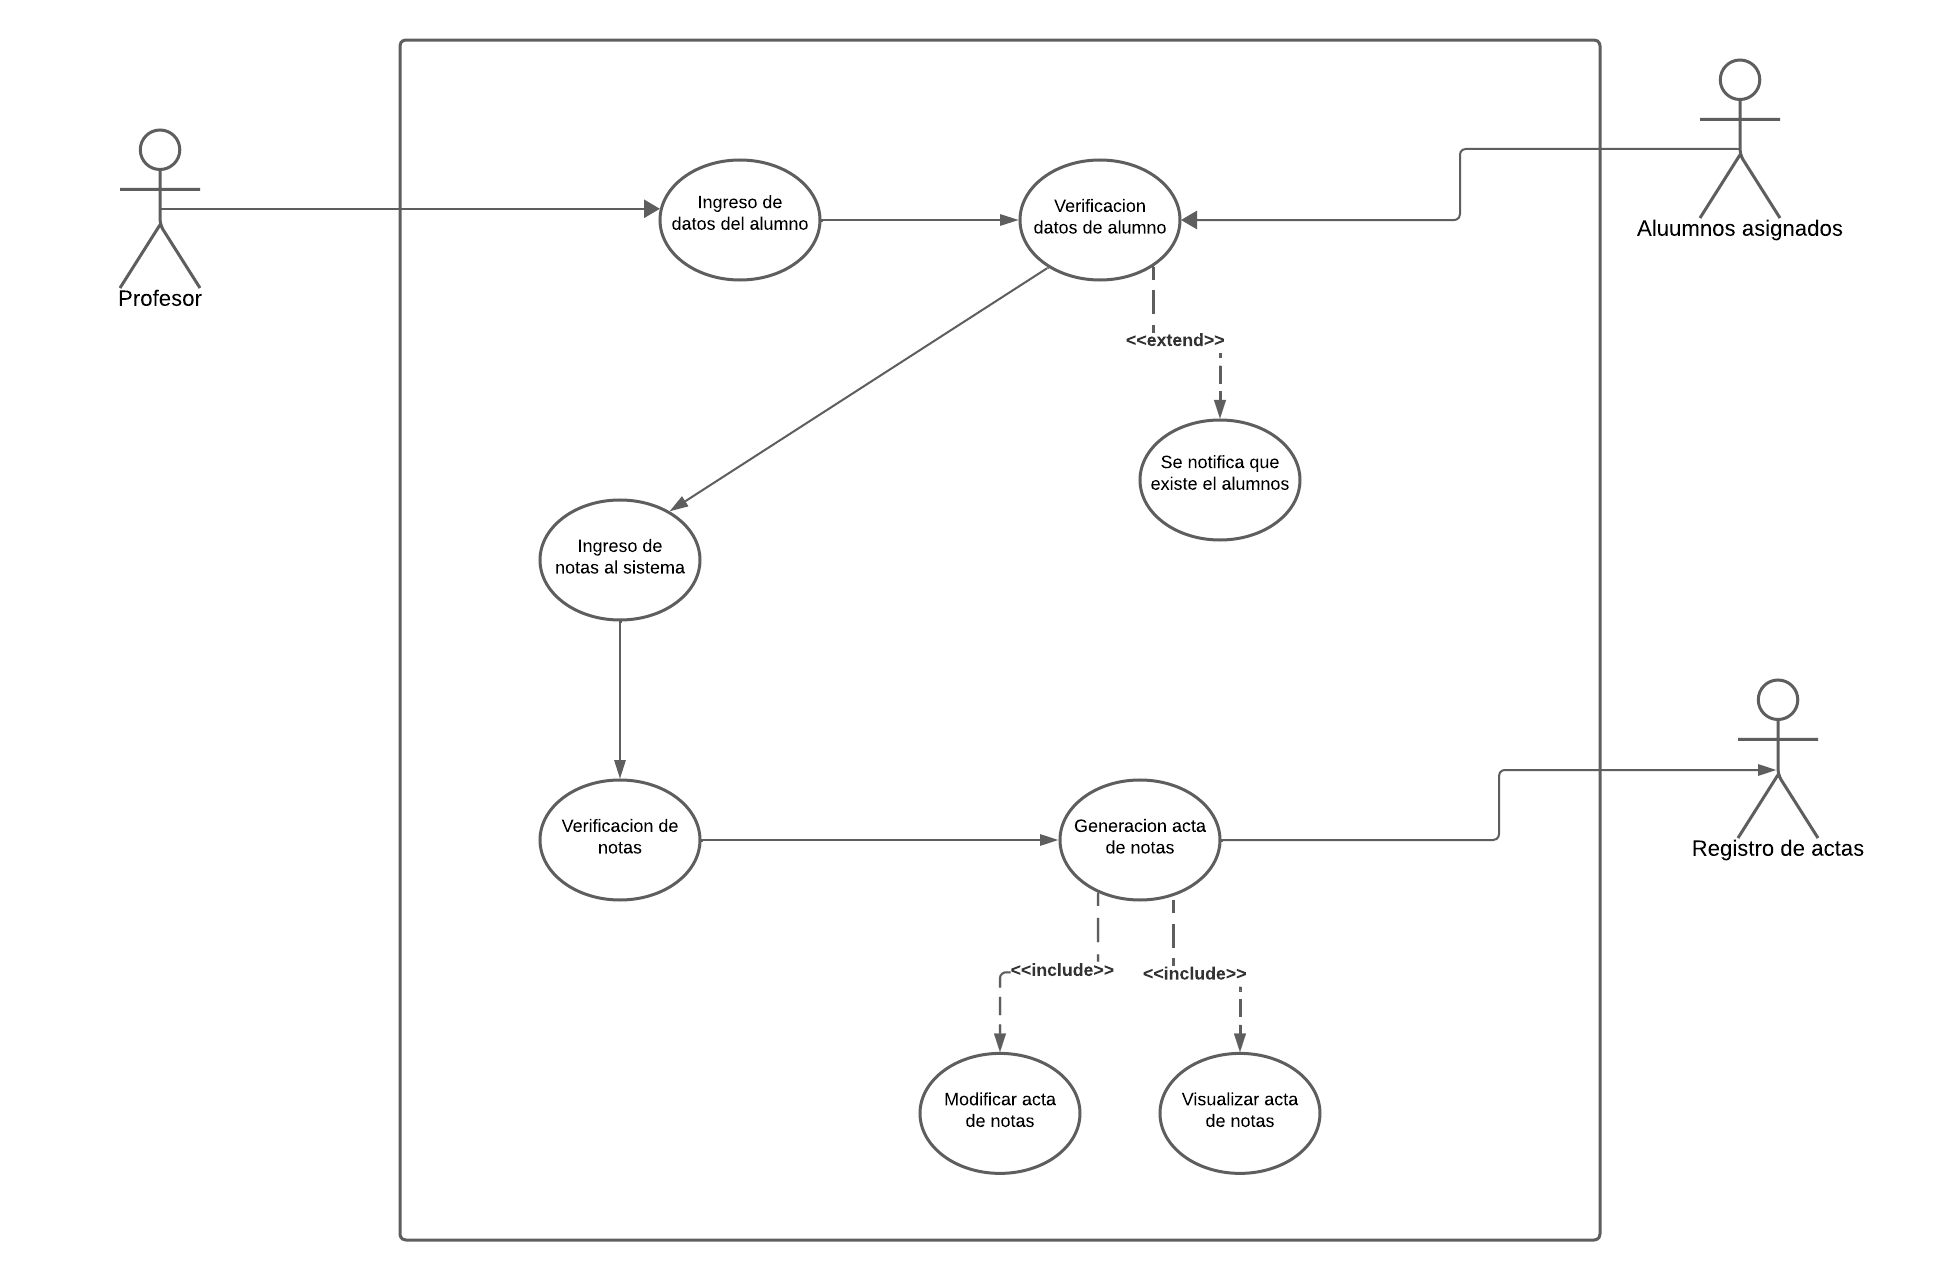 Ingreso de
datos del alumno
Verificacion
datos de alumno
Aluumnos asignados
Profesor
<<extend>>
Se notifica que
existe el alumnos
Ingreso de
notas al sistema
Verificacion de
notas
Generacion acta
de notas
Registro de actas
<<include>>
<<include>>
Modificar acta
de notas
Visualizar acta
de notas